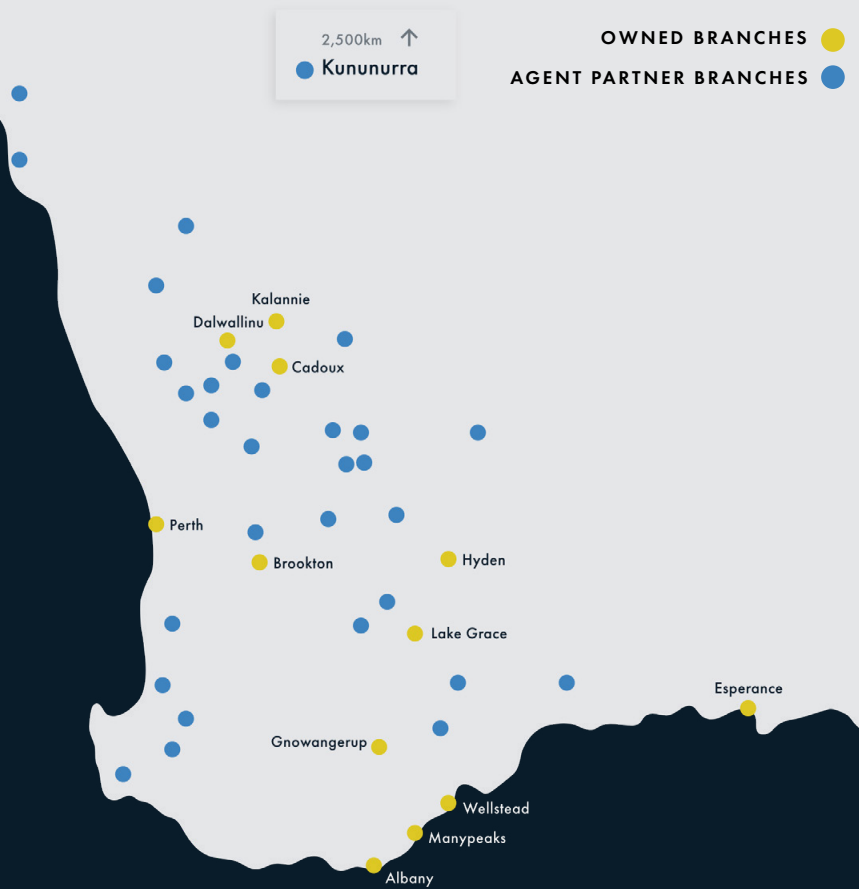 2,500km
Kununurra
OWNED BRANCHES
AGENT PARTNER BRANCHES
Kalannie
Dalwallinu
Cadoux
Perth
Brookton
Hyden
Lake Grace
Esperance
Gnowangerup
Wellstead
Manypeaks
Albany